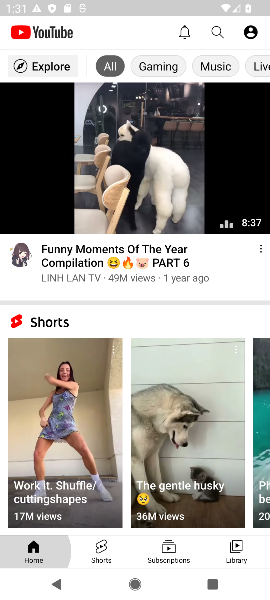 1:31
YouTube
Explore
All
Gaming
Music
Live
8:37
Funny Moments Of The Year
Compilation 😂🔥🐷 PART 6
LINH LAN TV · 49M views · 1 year ago
Shorts
Work it. Shuffle/
cuttingshapes
17M views
The gentle husky
🥺
36M views
Home
Shorts
Subscriptions
Library